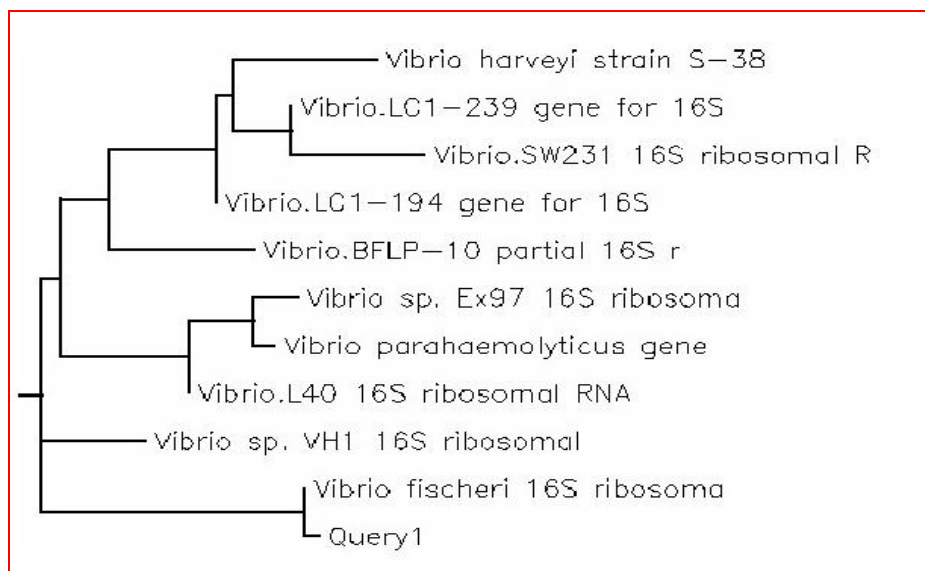 Vibrio harveyi strain S-38
Vibrio.LC1-239 gene for 16S
Vibrio.SW231 16S ribosomal R
Vibrio.LC1-194 gene for 16S
Vibrio.BFLP-10 partial 16S r
Vibrio sp. Ex97 16S ribosoma
Vibrio parahaemolyticus gene
Vibrio.L40 16S ribosomal RNA
Vibrio sp. VH1 16S ribosomal
Vibrio fischeri 16S ribosoma
Query1